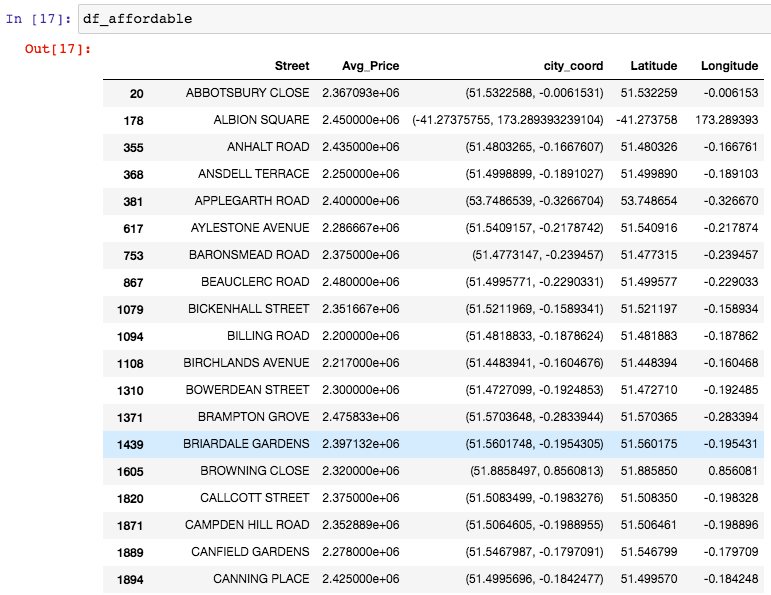 In [17]: df_affordable
Out[17]:
Street Avg_Price city_coord Latitude Longitude
20 ABBOTSBURY CLOSE 2.367093e+06 (51.5322588, -0.0061531) 51.532259 -0.006153
178 ALBION SQUARE 2.450000e+06 (-41.27375755, 173.289393239104) -41.273758 173.289393
355 ANHALT ROAD 2.435000e+06 (51.4803265, -0.1667607) 51.480326 -0.166761
368 ANSDELL TERRACE 2.250000e+06 (51.4998899, -0.1891027) 51.499890 -0.189103
381 APPLEGARTH ROAD 2.400000e+06 (53.7486539, -0.3266704) 53.748654 -0.326670
617 AYLESTONE AVENUE 2.286667e+06 (51.5409157, -0.2178742) 51.540916 -0.217874
753 BARONSMEAD ROAD 2.375000e+06 (51.4773147, -0.239457) 51.477315 -0.239457
867 BEAUCLERC ROAD 2.480000e+06 (51.4995771, -0.2290331) 51.499577 -0.229033
1079 BICKENHALL STREET 2.351667e+06 (51.5211969, -0.1589341) 51.521197 -0.158934
1094 BILLING ROAD 2.200000e+06 (51.4818833, -0.1878624) 51.481883 -0.187862
1108 BIRCHLANDS AVENUE 2.217000e+06 (51.4483941, -0.1604676) 51.448394 -0.160468
1310 BOWERDEAN STREET 2.300000e+06 (51.4727099, -0.1924853) 51.472710 -0.192485
1371 BRAMPTON GROVE 2.475833e+06 (51.5703648, -0.2833944) 51.570365 -0.283394
1439 BRIARDALE GARDENS 2.397132e+06 (51.5601748, -0.1954305) 51.560175 -0.195431
1605 BROWNING CLOSE 2.320000e+06 (51.8858497, 0.8560813) 51.885850 0.856081
1820 CALLCOTT STREET 2.375000e+06 (51.5083499, -0.1983276) 51.508350 -0.198328
1871 CAMPDEN HILL ROAD 2.352889e+06 (51.5064605, -0.1988955) 51.506461 -0.198896
1889 CANFIELD GARDENS 2.278000e+06 (51.5467987, -0.1797091) 51.546799 -0.179709
1894 CANNING PLACE 2.425000e+06 (51.4995696, -0.1842477) 51.499570 -0.184248